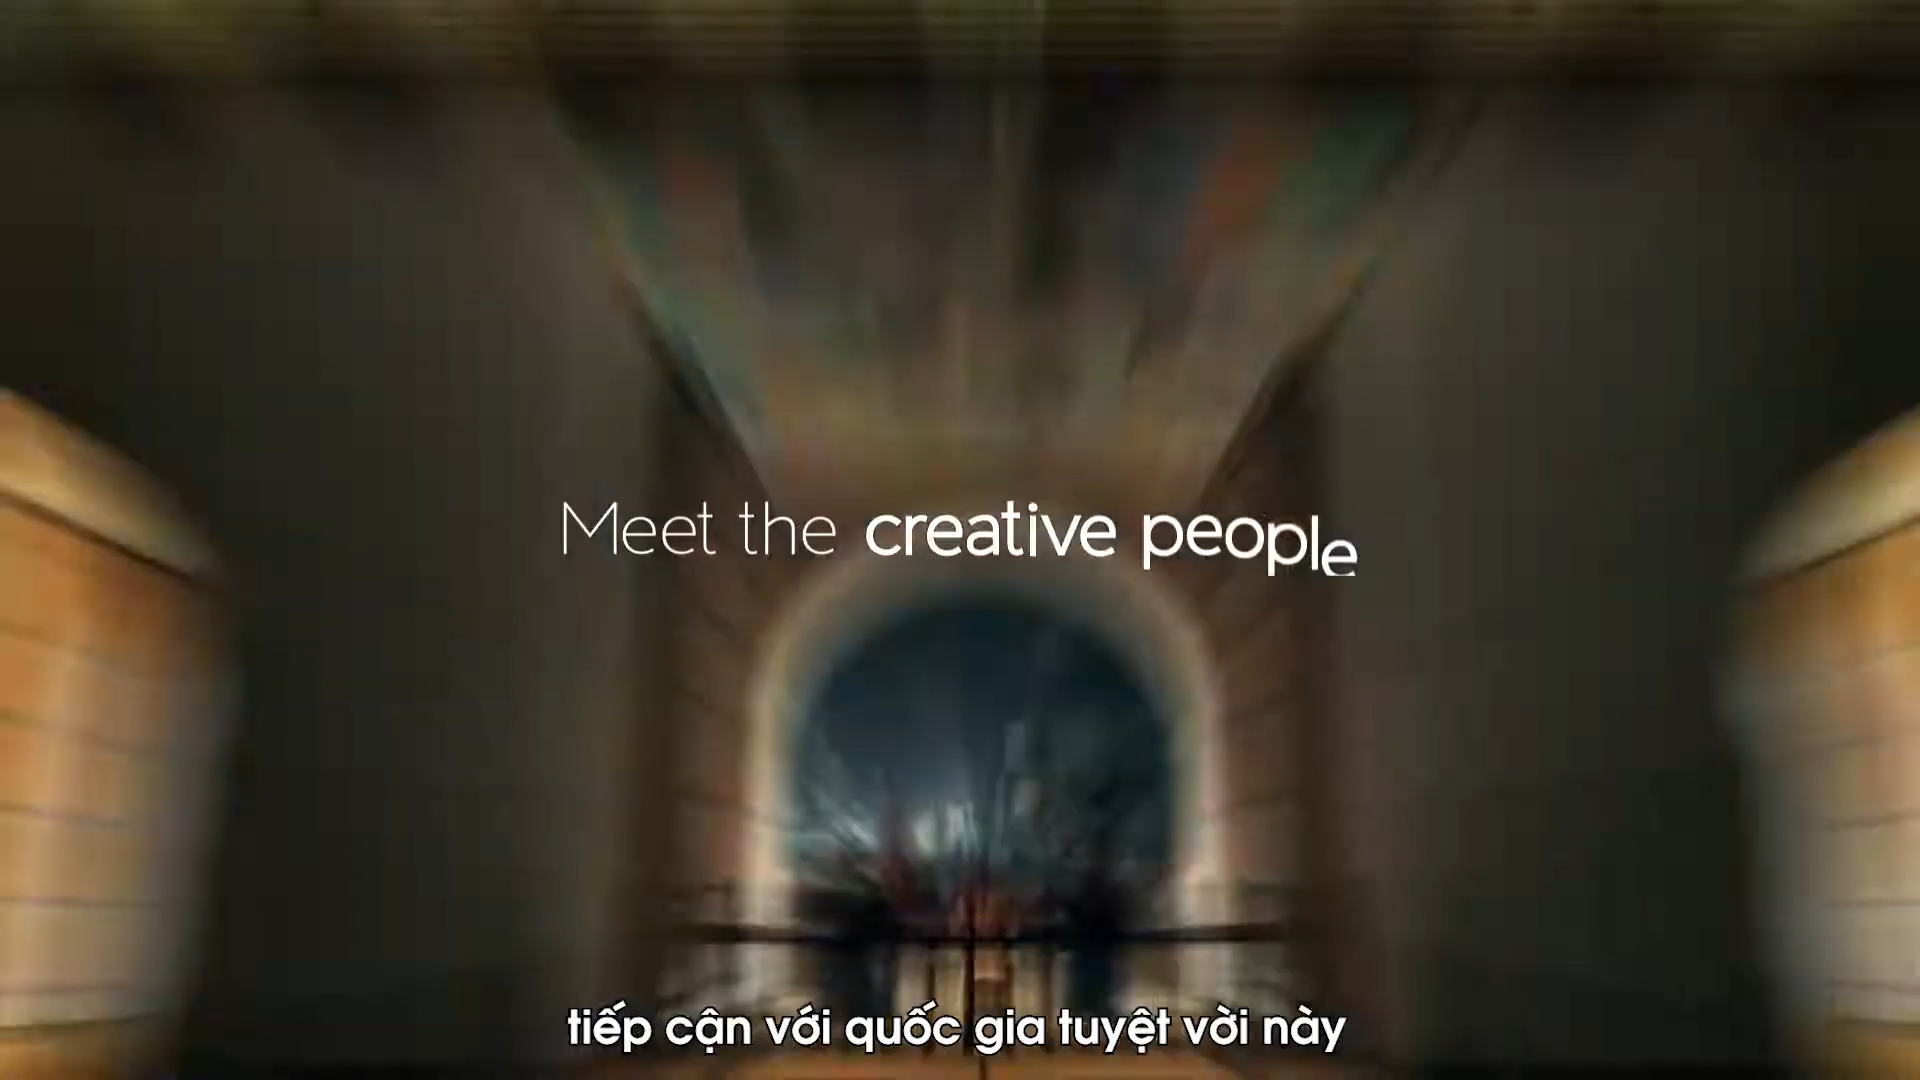 Meet the creative people
tiếp cận với quốc gia tuyệt vời này